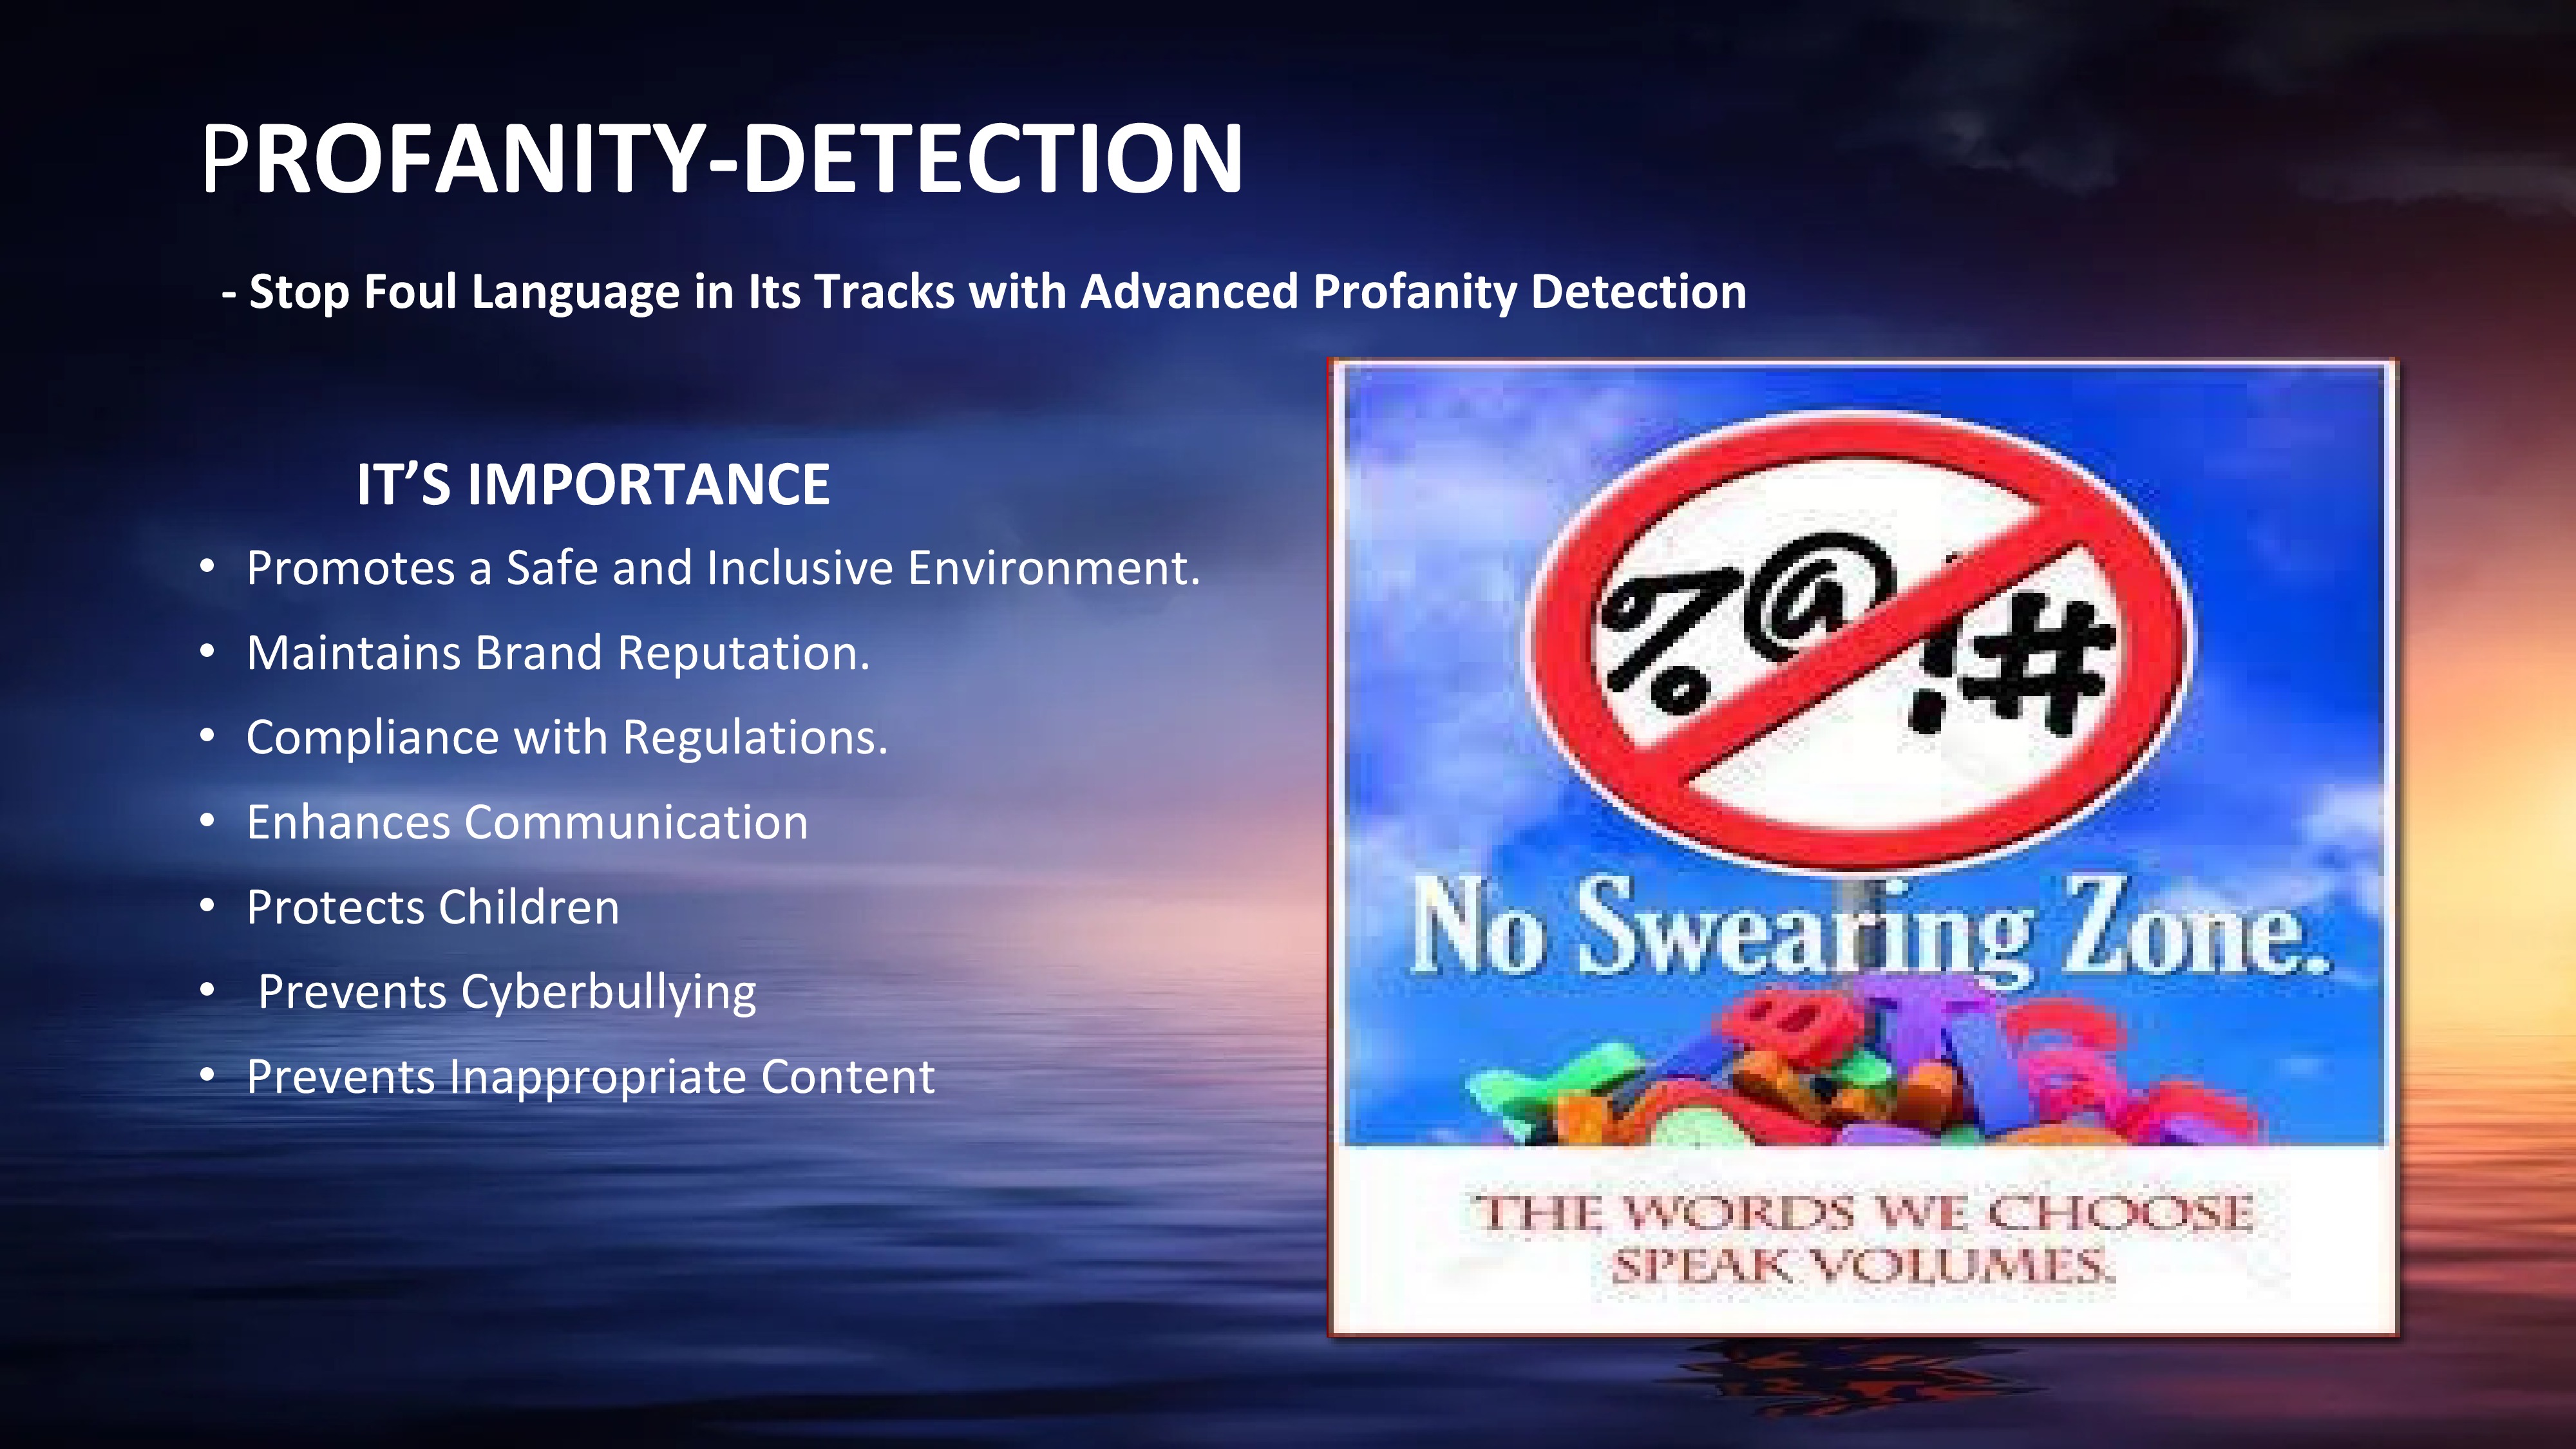 PROFANITY-DETECTION
- Stop Foul Language in Its Tracks with Advanced Profanity Detection
IT’S IMPORTANCE
• Promotes a Safe and Inclusive Environment.
• Maintains Brand Reputation.
• Compliance with Regulations.
• Enhances Communication
• Protects Children
• Prevents Cyberbullying
• Prevents Inappropriate Content
%@!#
No Swearing Zone.
THE WORDS WE CHOOSE
SPEAK VOLUMES.